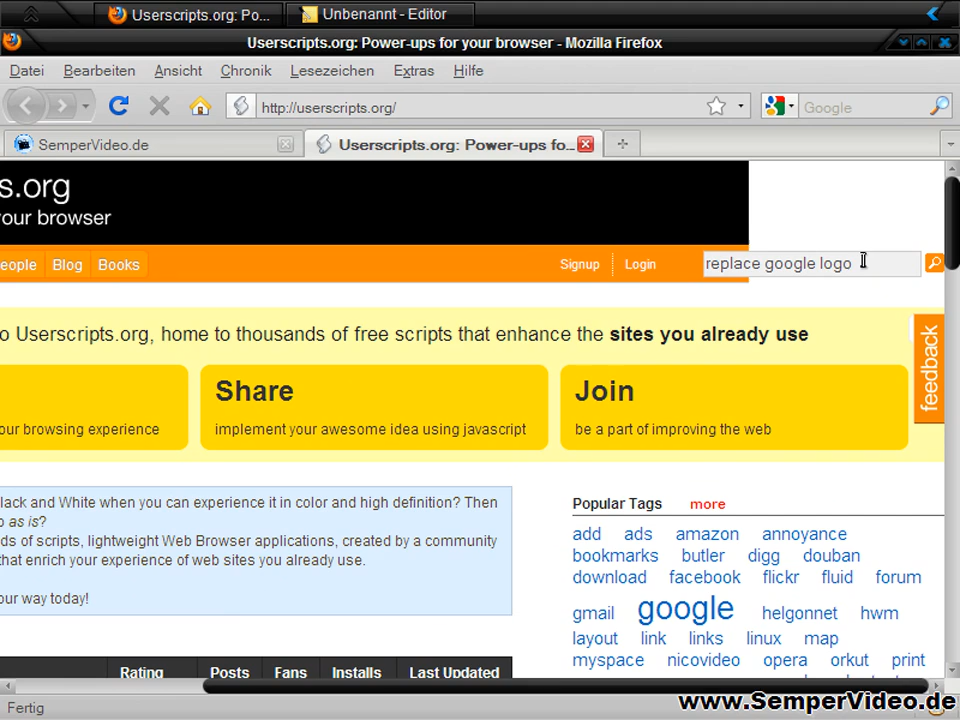 Userscripts.org: Po...
Unbenannt - Editor
Userscripts.org: Power-ups for your browser - Mozilla Firefox
Datei Bearbeiten Ansicht Chronik Lesezeichen Extras Hilfe
http://userscripts.org/
Google
SemperVideo.de
Userscripts.org: Power-ups fo...
ts.org
your browser
eople Blog Books
Signup Login
replace google logo
o Userscripts.org, home to thousands of free scripts that enhance the sites you already use
feedback
Share
Join
our browsing experience
implement your awesome idea using javascript
be a part of improving the web
lack and White when you can experience it in color and high definition? Then
o as is?
ds of scripts, lightweight Web Browser applications, created by a community
that enrich your experience of web sites you already use.
our way today!
Popular Tags more
add ads amazon annoyance
bookmarks butler digg douban
download facebook flickr fluid forum
gmail google helgonnet hwm
layout link links linux map
myspace nicovideo opera orkut print
Rating Posts Fans Installs Last Updated
Fertig
www.SemperVideo.de